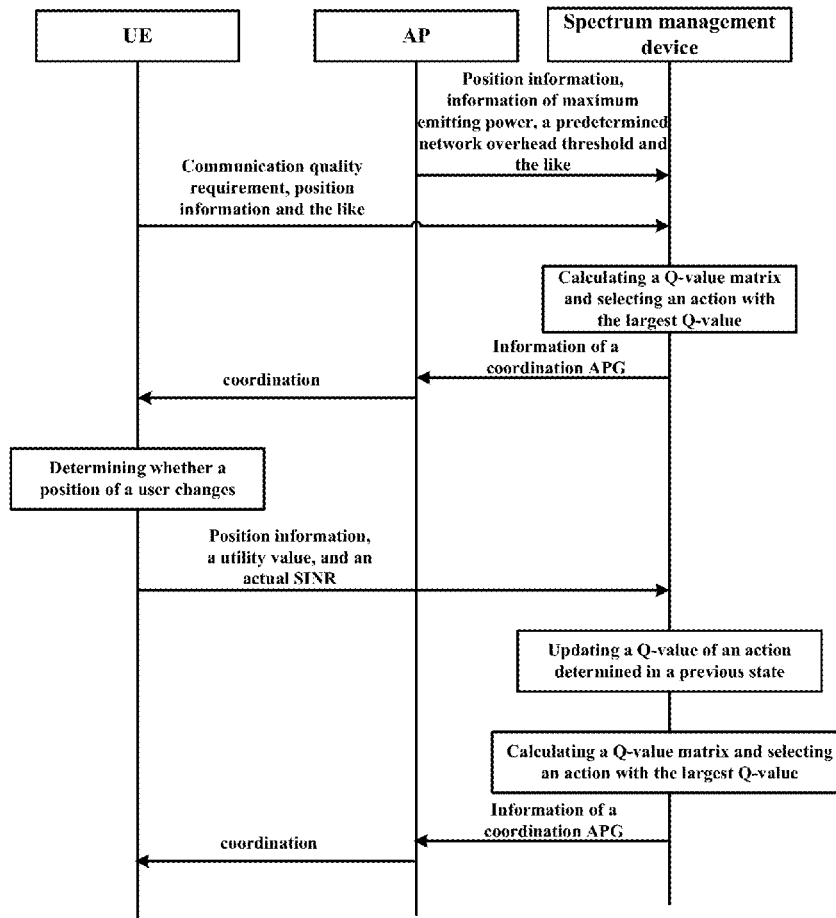 UE
AP
Spectrum management
device
Position information,
information of maximum
emitting power, a predetermined
network overhead threshold and
the like
Communication quality
requirement, position
information and the like
Calculating a Q-value matrix
and selecting an action with
the largest Q-value
Information of a
coordination APG
coordination
Determining whether a
position of a user changes
Position information,
a utility value, and an
actual SINR
Updating a Q-value of an action
determined in a previous state
Calculating a Q-value matrix and selecting
an action with the largest Q-value
Information of a
coordination APG
coordination